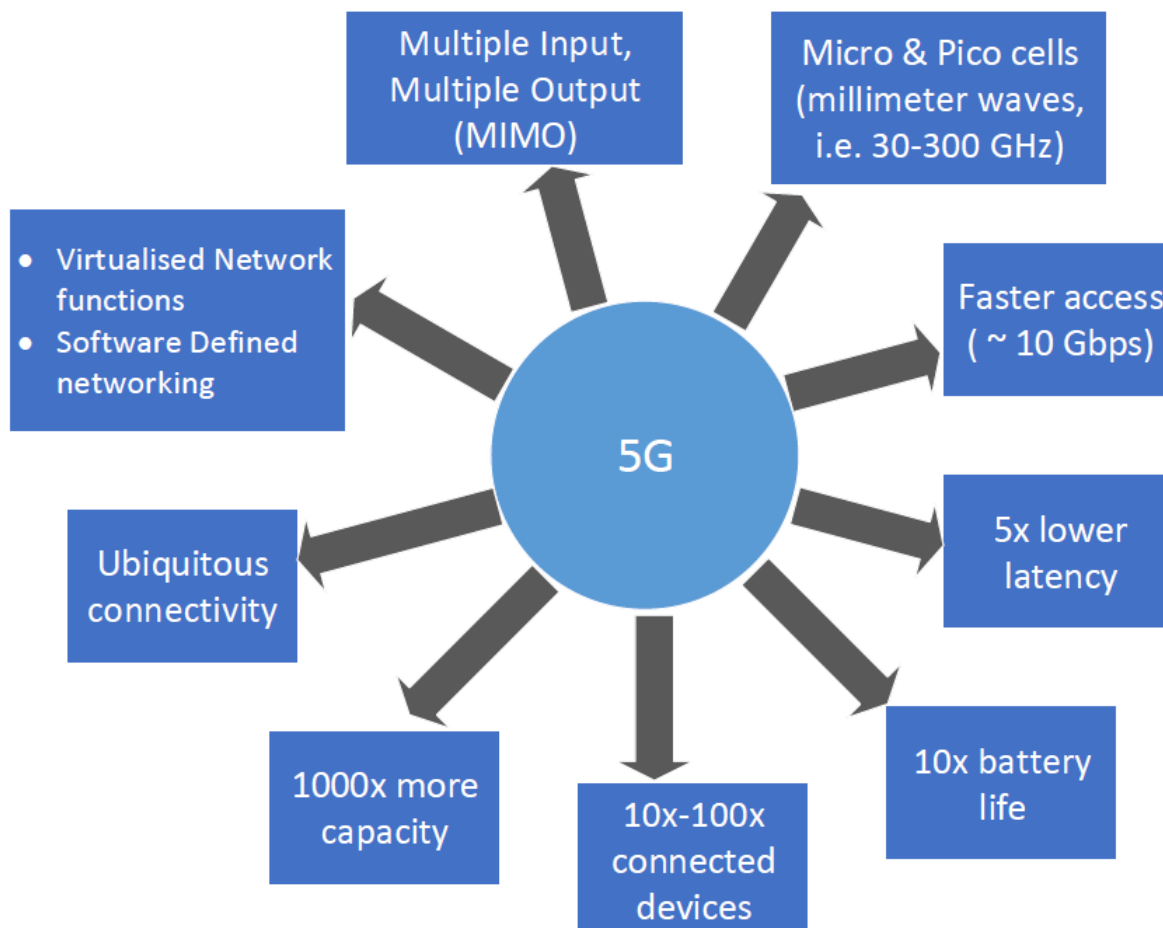 Multiple Input,
Multiple Output
(MIMO)
Micro & Pico cells
(millimeter waves,
i.e. 30-300 GHz)
● Virtualised Network
functions
● Software Defined
networking
Faster access
( ~ 10 Gbps)
5G
5x lower
latency
Ubiquitous
connectivity
10x battery
life
1000x more
capacity
10x-100x
connected
devices